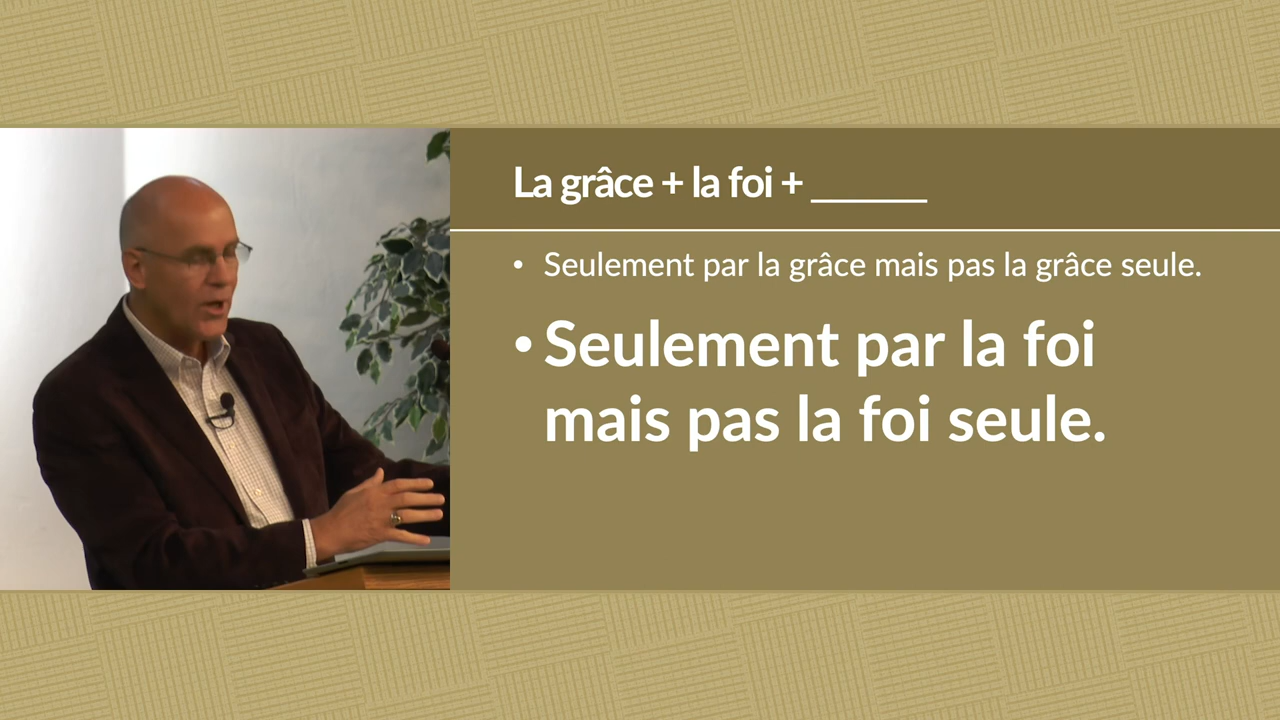 La grâce + la foi + ______
• Seulement par la grâce mais pas la grâce seule.
• Seulement par la foi
mais pas la foi seule.